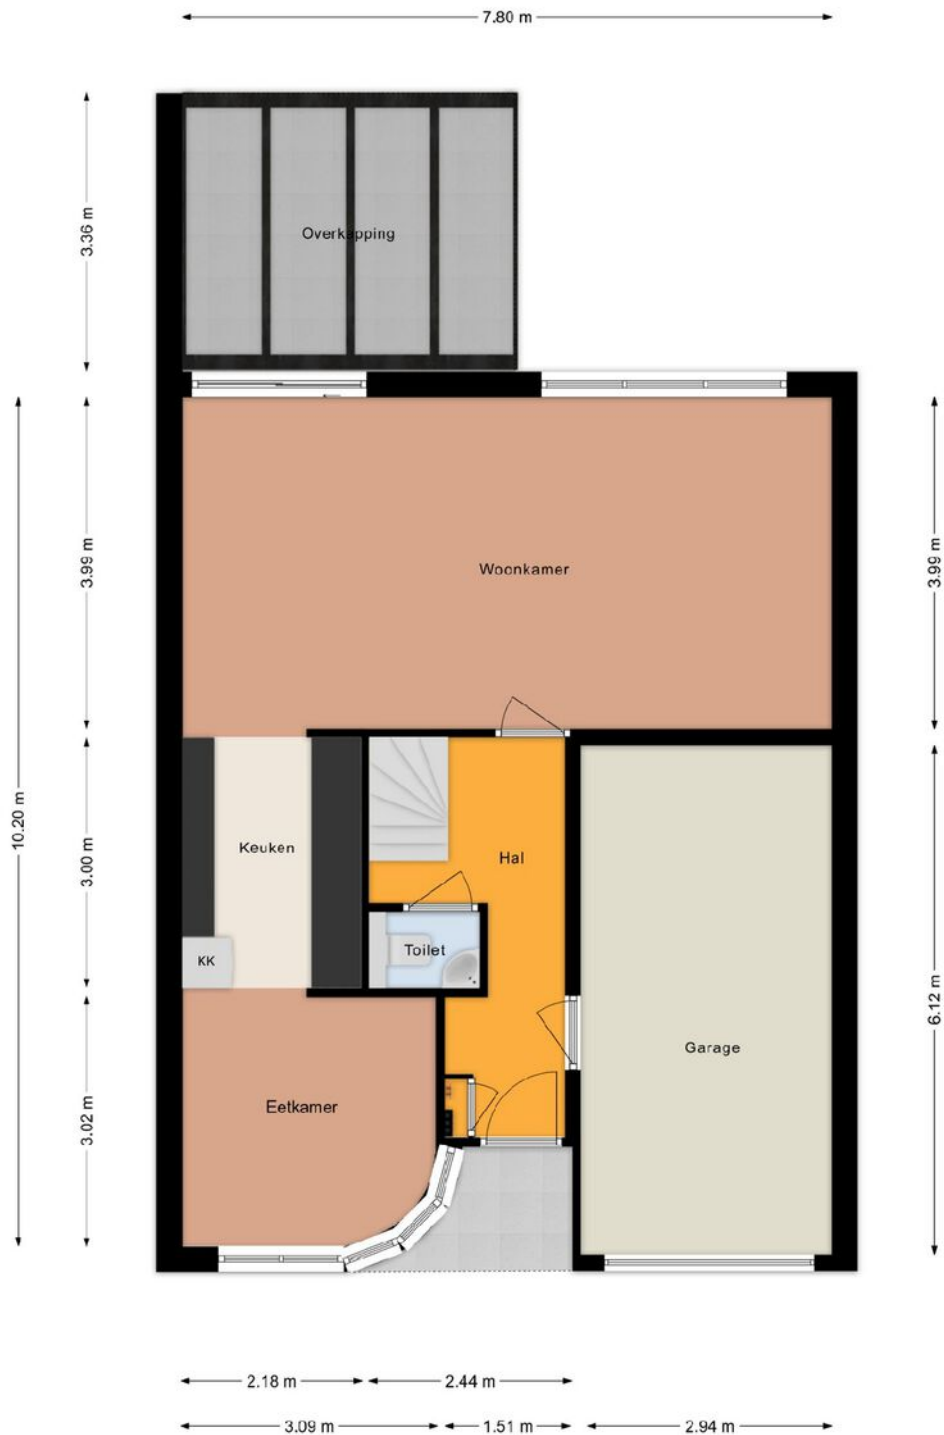 7.80 m
3.36 m
Overkapping
10.20 m
3.99 m
Woonkamer
3.99 m
3.00 m
Keuken
Hal
KK
Toilet
6.12 m
Garage
3.02 m
Eetkamer
2.18 m
2.44 m
3.09 m
1.51 m
2.94 m